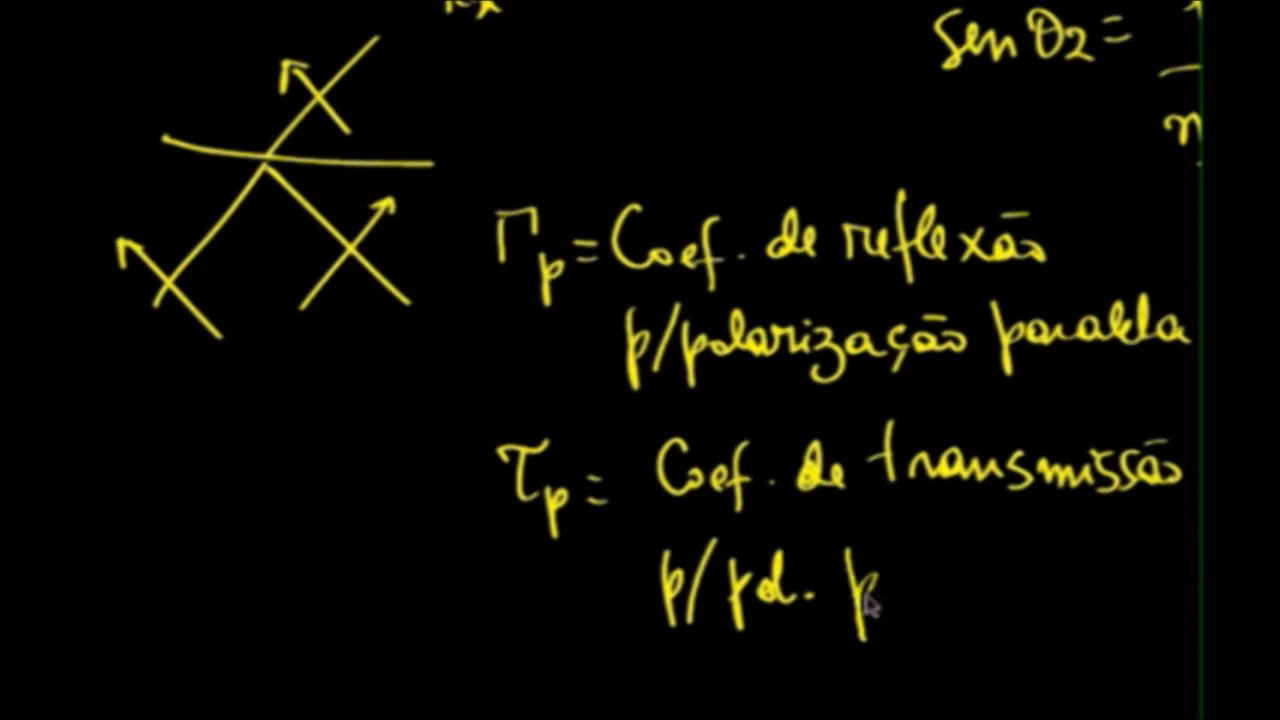 sen θ2 =
n
Γp = Coef. de reflexão
p/polarização paralela
τp = Coef. de transmissão
p/pol. p